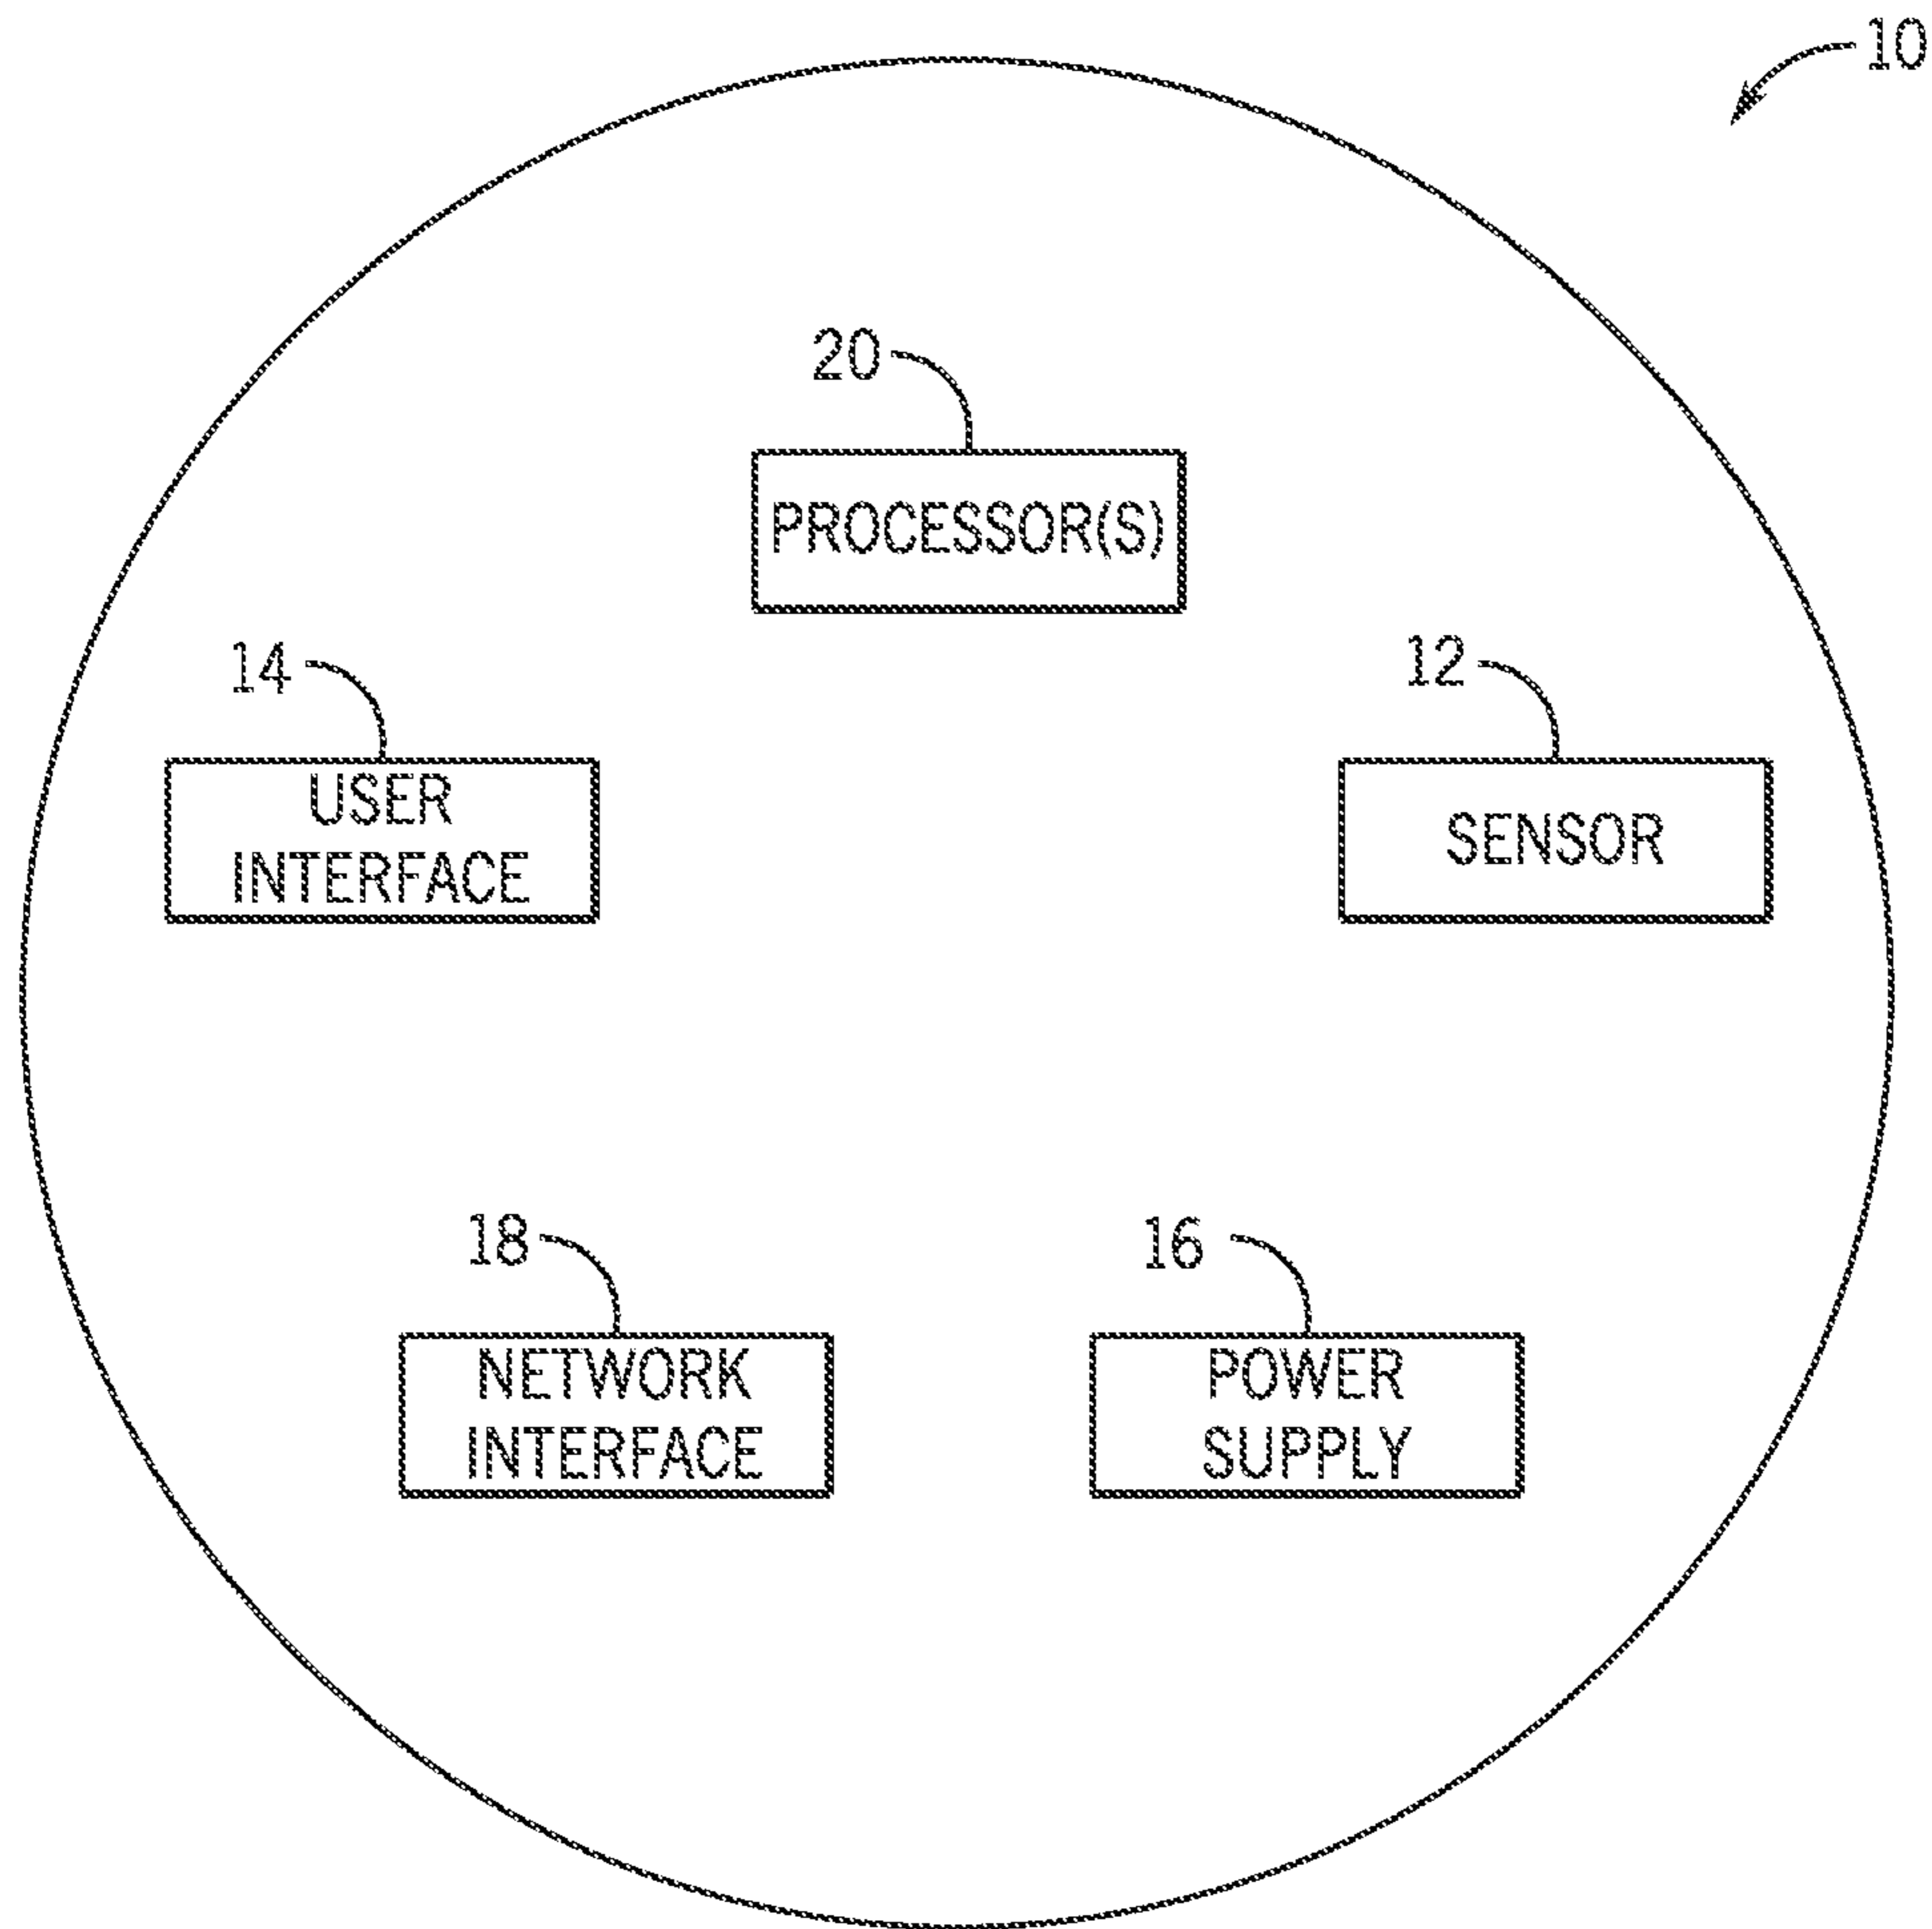 10
20
PROCESSOR(S)
14
USER
INTERFACE
12
SENSOR
18
NETWORK
INTERFACE
16
POWER
SUPPLY